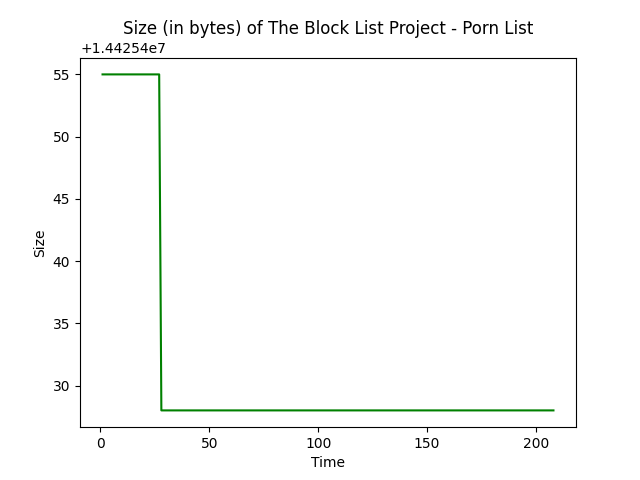 Size (in bytes) of The Block List Project - Porn List
+1.44254e7
55
50
45
40
35
30
Size
0 50 100 150 200
Time